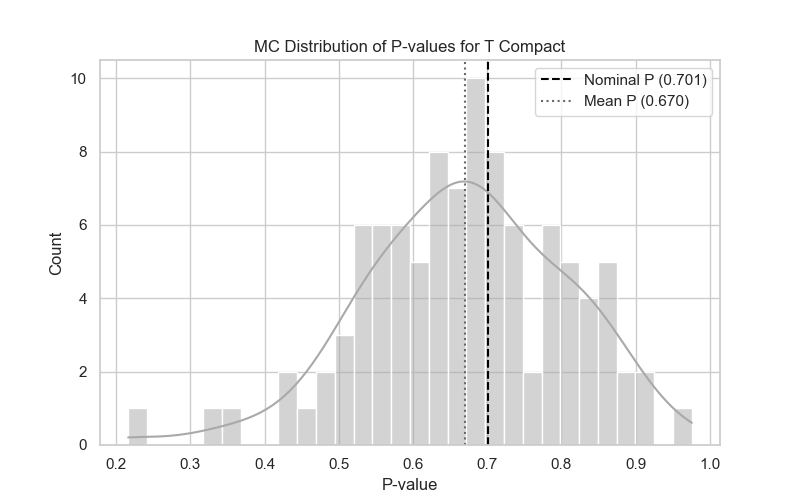 MC Distribution of P-values for T Compact
Nominal P (0.701)
Mean P (0.670)
Count
10
8
6
4
2
0
0.2 0.3 0.4 0.5 0.6 0.7 0.8 0.9 1.0
P-value